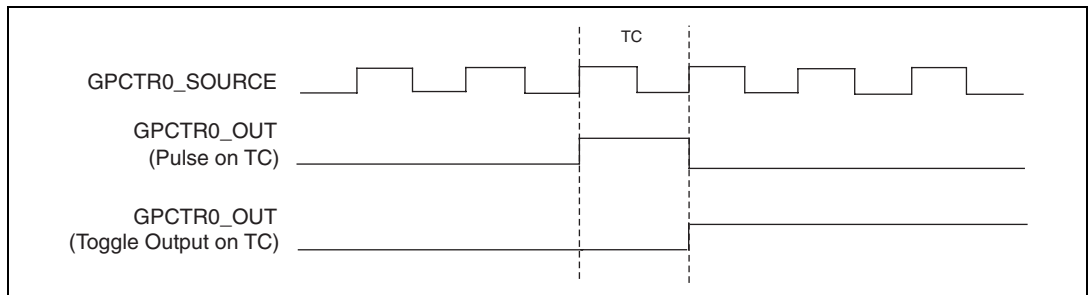 TC
GPCTR0_SOURCE
GPCTR0_OUT
(Pulse on TC)
GPCTR0_OUT
(Toggle Output on TC)